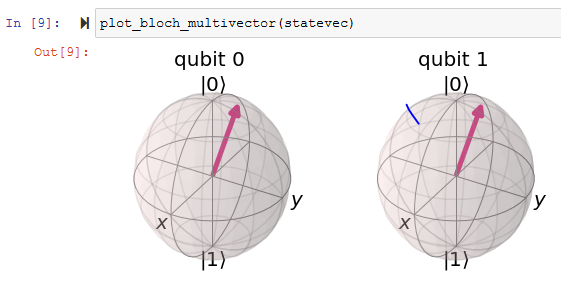 In [9]: plot_bloch_multivector(statevec)
Out[9]:
qubit 0 qubit 1
|0⟩ |0⟩
y y
x x
|1⟩ |1⟩